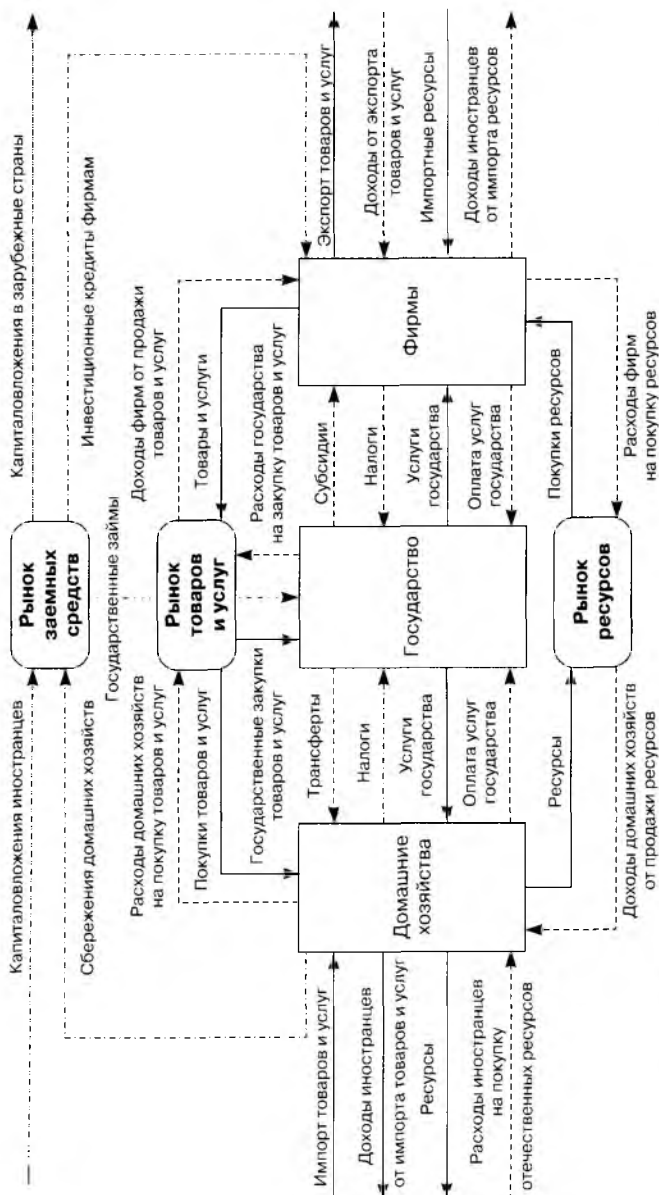 Капиталовложения иностранцев
Капиталовложения в зарубежные страны
Рынок
заемных
средств
Сбережения домашних хозяйств
Государственные займы
Инвестиционные кредиты фирмам
Расходы домашних хозяйств
на покупку товаров и услуг
Рынок
товаров
и услуг
Доходы фирм от продажи
товаров и услуг
Покупки товаров и услуг
Товары и услуги
Государственные закупки
товаров и услуг
Расходы государства
на закупку товаров и услуг
Импорт товаров и услуг
Доходы иностранцев
от импорта товаров и услуг
Ресурсы
Расходы иностранцев
на покупку
отечественных ресурсов
Домашние
хозяйства
Трансферты
Налоги
Услуги
государства
Оплата услуг
государства
Государство
Субсидии
Налоги
Услуги
государства
Оплата услуг
государства
Фирмы
Экспорт товаров и услуг
Доходы от экспорта
товаров и услуг
Импортные ресурсы
Доходы иностранцев
от импорта ресурсов
Ресурсы
Покупки ресурсов
Рынок
ресурсов
Доходы домашних хозяйств
от продажи ресурсов
Расходы фирм
на покупку ресурсов